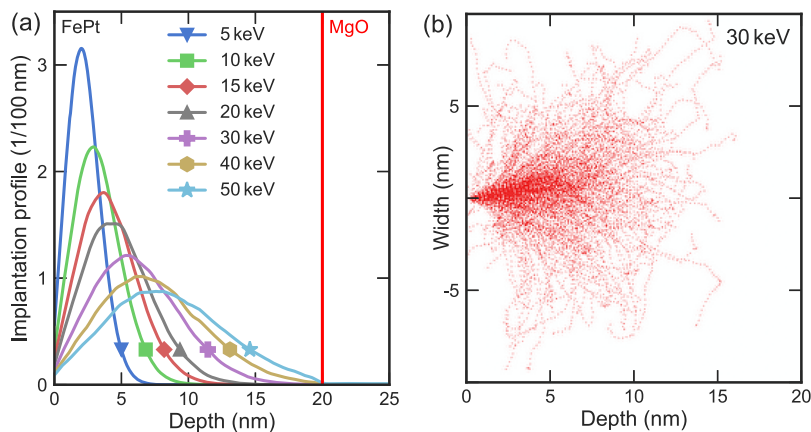 (a)
FePt
MgO
5 keV
10 keV
15 keV
20 keV
30 keV
40 keV
50 keV
Implantation profile (1/100 nm)
3
2
1
0
0
5
10
15
20
25
Depth (nm)
(b)
30 keV
Width (nm)
5
-5
0
5
10
15
20
Depth (nm)